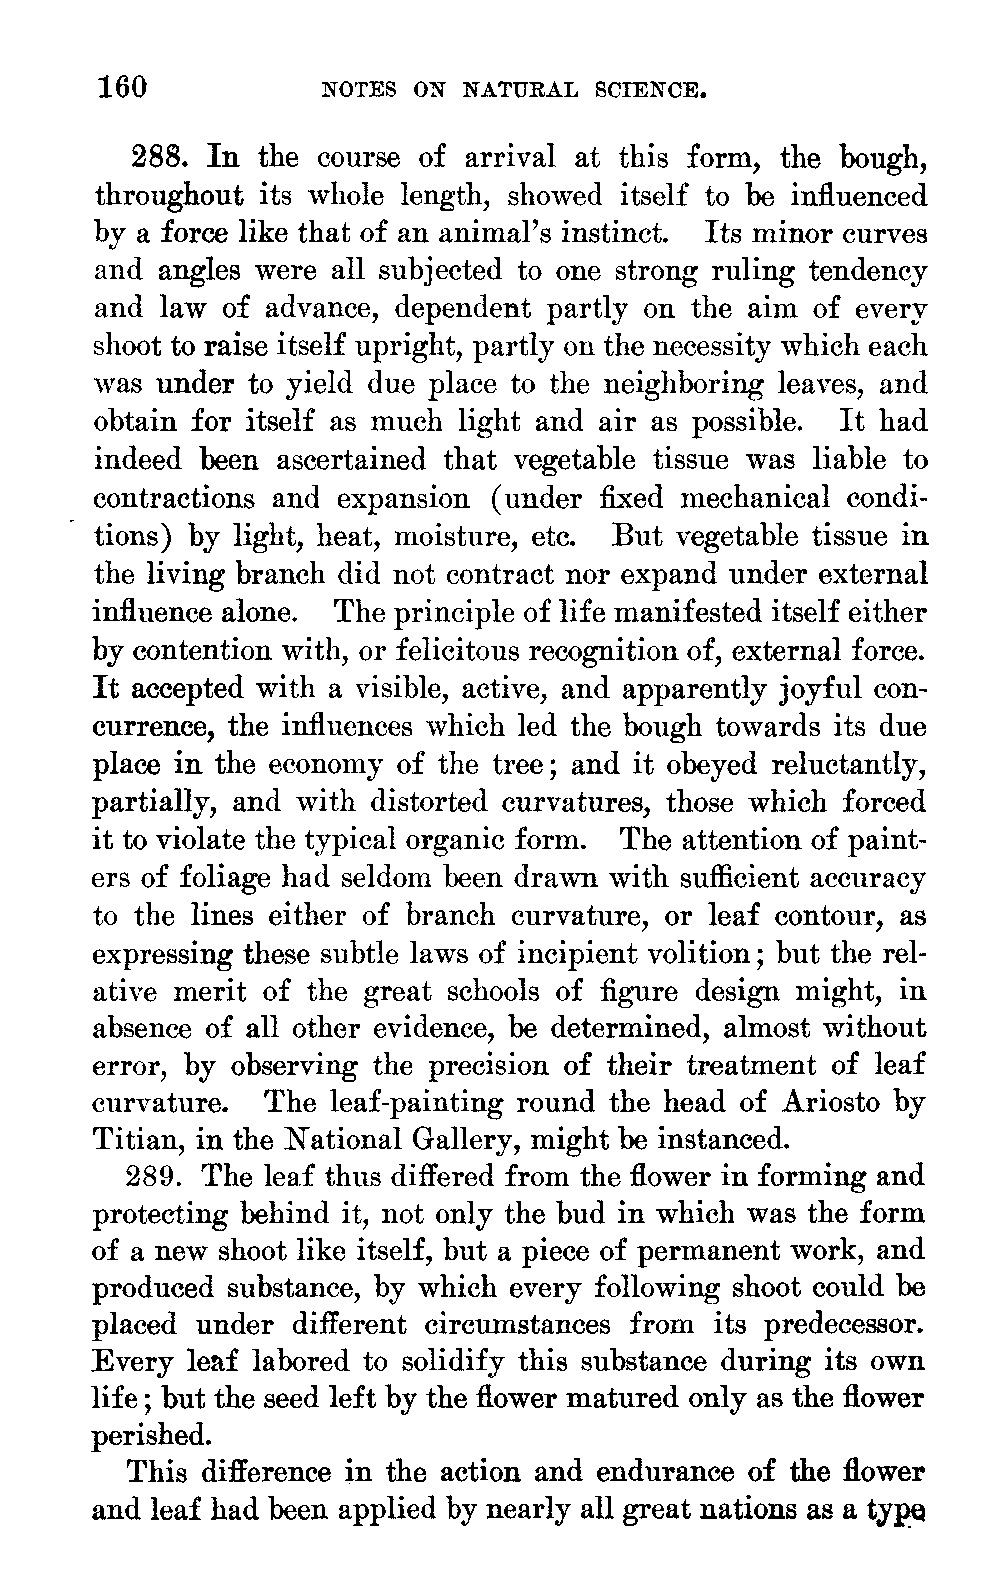 160 NOTES ON NATURAL SCIENCE.
288. In the course of arrival at this form, the bough,
throughout its whole length, showed itself to be influenced
by a force like that of an animal's instinct. Its minor curves
and angles were all subjected to one strong ruling tendency
and law of advance, dependent partly on the aim of every
shoot to raise itself upright, partly on the necessity which each
was under to yield due place to the neighboring leaves, and
obtain for itself as much light and air as possible. It had
indeed been ascertained that vegetable tissue was liable to
contractions and expansion (under fixed mechanical condi-
tions) by light, heat, moisture, etc. But vegetable tissue in
the living branch did not contract nor expand under external
influence alone. The principle of life manifested itself either
by contention with, or felicitous recognition of, external force.
It accepted with a visible, active, and apparently joyful con-
currence, the influences which led the bough towards its due
place in the economy of the tree; and it obeyed reluctantly,
partially, and with distorted curvatures, those which forced
it to violate the typical organic form. The attention of paint-
ers of foliage had seldom been drawn with sufficient accuracy
to the lines either of branch curvature, or leaf contour, as
expressing these subtle laws of incipient volition; but the rel-
ative merit of the great schools of figure design might, in
absence of all other evidence, be determined, almost without
error, by observing the precision of their treatment of leaf
curvature. The leaf-painting round the head of Ariosto by
Titian, in the National Gallery, might be instanced.
289. The leaf thus differed from the flower in forming and
protecting behind it, not only the bud in which was the form
of a new shoot like itself, but a piece of permanent work, and
produced substance, by which every following shoot could be
placed under different circumstances from its predecessor.
Every leaf labored to solidify this substance during its own
life; but the seed left by the flower matured only as the flower
perished.
This difference in the action and endurance of the flower
and leaf had been applied by nearly all great nations as a type